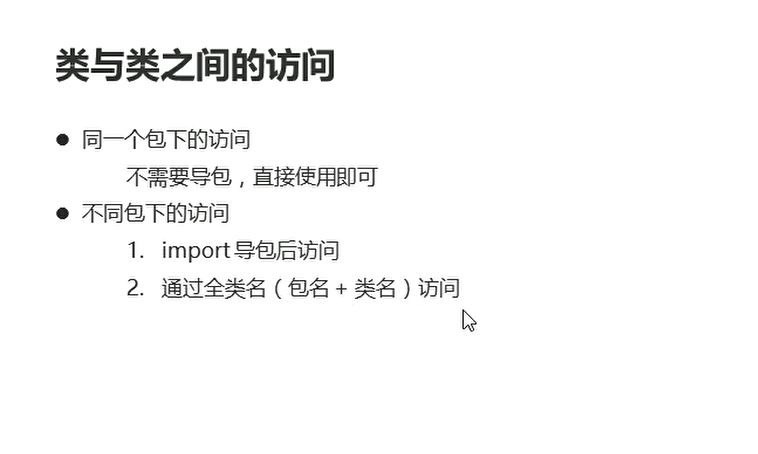 类与类之间的访问
● 同一个包下的访问
不需要导包，直接使用即可
● 不同包下的访问
1. import 导包后访问
2. 通过全类名（包名 + 类名）访问